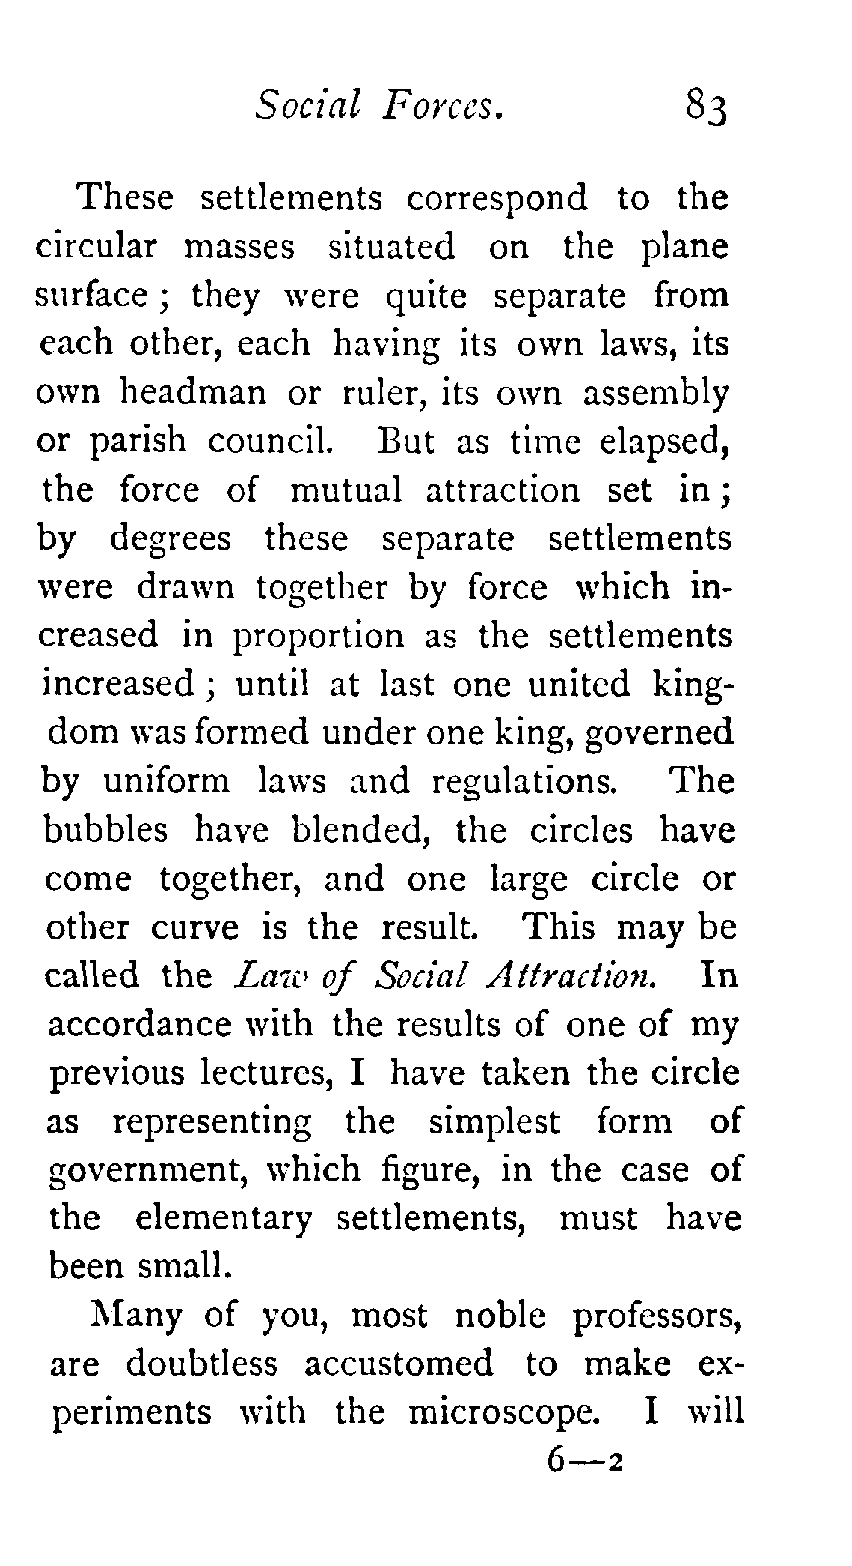 Social Forces. 83
These settlements correspond to the
circular masses situated on the plane
surface ; they were quite separate from
each other, each having its own laws, its
own headman or ruler, its own assembly
or parish council. But as time elapsed,
the force of mutual attraction set in ;
by degrees these separate settlements
were drawn together by force which in-
creased in proportion as the settlements
increased ; until at last one united king-
dom was formed under one king, governed
by uniform laws and regulations. The
bubbles have blended, the circles have
come together, and one large circle or
other curve is the result. This may be
called the Law of Social Attraction. In
accordance with the results of one of my
previous lectures, I have taken the circle
as representing the simplest form of
government, which figure, in the case of
the elementary settlements, must have
been small.
Many of you, most noble professors,
are doubtless accustomed to make ex-
periments with the microscope. I will
6—2